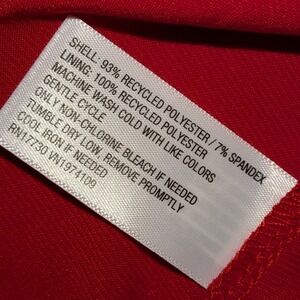 SHELL: 93% RECYCLED POLYESTER / 7% SPANDEX
LINING: 100% RECYCLED POLYESTER
MACHINE WASH COLD WITH LIKE COLORS
GENTLE CYCLE
ONLY NON-CHLORINE BLEACH IF NEEDED
TUMBLE DRY LOW, REMOVE PROMPTLY
COOL IRON IF NEEDED
FN17730 VN1974109